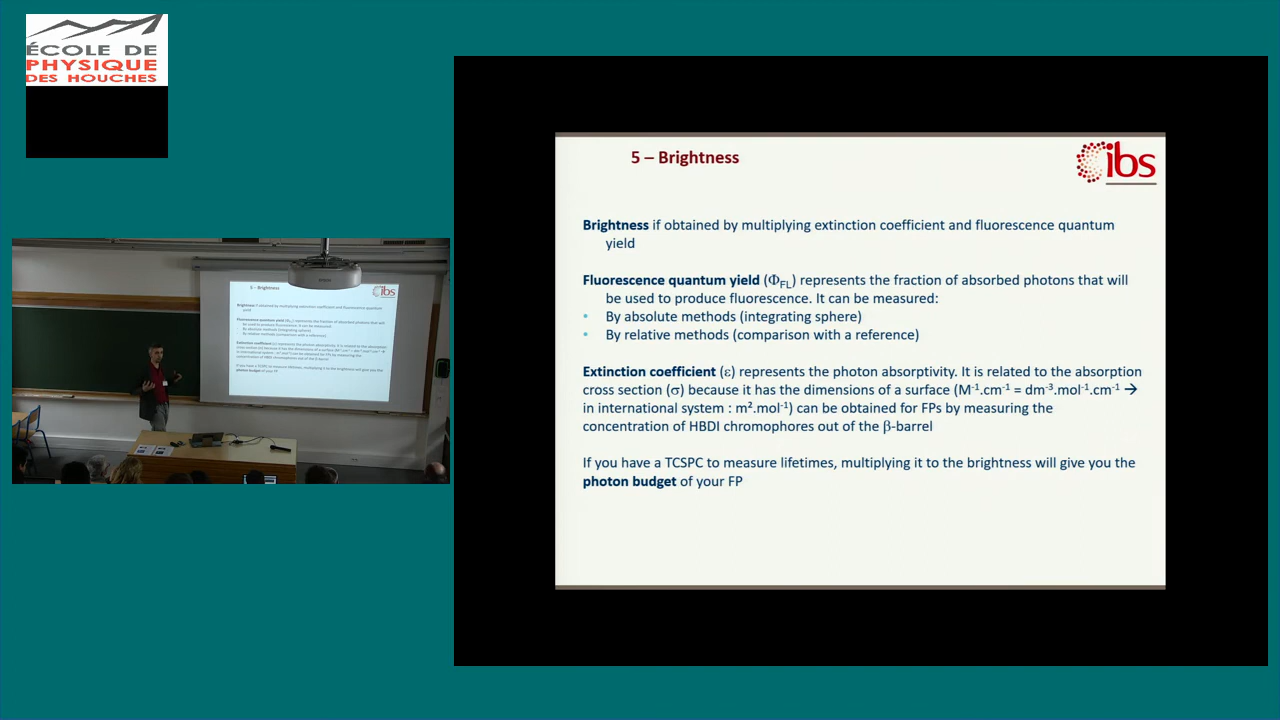 ÉCOLE DE
PHYSIQUE
DES HOUCHES
5 – Brightness
ibs
Brightness if obtained by multiplying extinction coefficient and fluorescence quantum
yield
Fluorescence quantum yield (ΦFL) represents the fraction of absorbed photons that will
be used to produce fluorescence. It can be measured:
• By absolute methods (integrating sphere)
• By relative methods (comparison with a reference)
Extinction coefficient (ε) represents the photon absorptivity. It is related to the absorption
cross section (σ) because it has the dimensions of a surface (M⁻¹.cm⁻¹ = dm⁻³.mol⁻¹.cm⁻¹ →
in international system : m².mol⁻¹) can be obtained for FPs by measuring the
concentration of HBDI chromophores out of the β-barrel
If you have a TCSPC to measure lifetimes, multiplying it to the brightness will give you the
photon budget of your FP